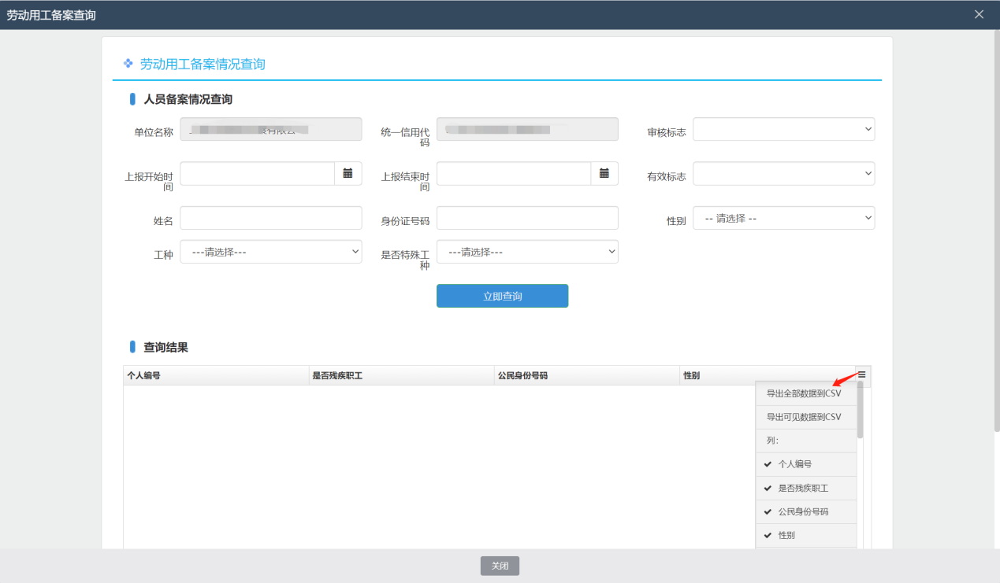 劳动用工备案查询
劳动用工备案情况查询
人员备案情况查询
单位名称
有限公
统一信用代
码
审核标志
上报开始时
间
上报结束时
间
有效标志
姓名
身份证号码
性别
-- 请选择 --
工种
---请选择---
是否特殊工
种
---请选择---
立即查询
查询结果
个人编号 是否残疾职工 公民身份号码 性别
导出全部数据到CSV
导出可见数据到CSV
列:
个人编号
是否残疾职工
公民身份号码
性别
关闭